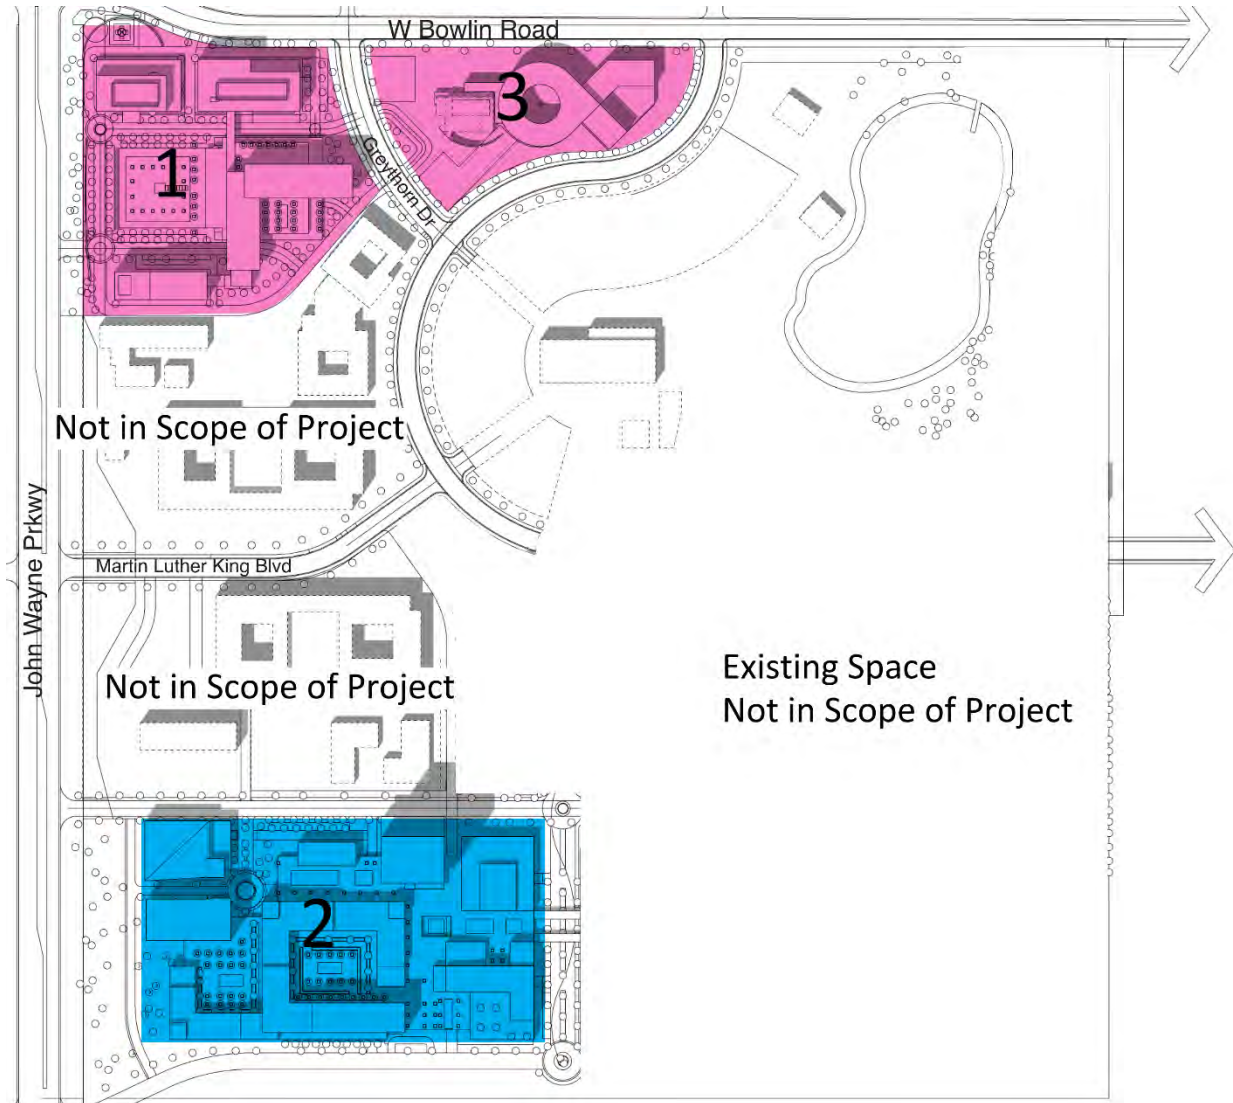 W Bowlin Road
3
1
Greythorn Dr
Not in Scope of Project
John Wayne Prkwy
Martin Luther King Blvd
Not in Scope of Project
Existing Space
Not in Scope of Project
2